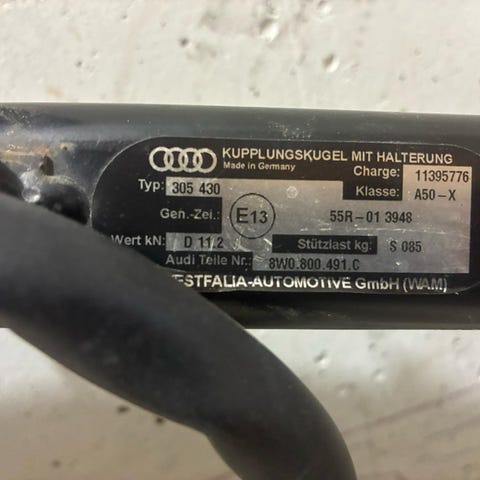 KUPPLUNGSKUGEL MIT HALTERUNG
Made in Germany Charge: 11395776
Typ: 305 430 Klasse: A50-X
Gen.-Zei.: E13 55R-01 3948
Wert kN: D 11,2 Stützlast kg: S 085
Audi Teile Nr.: 8W0.800.491.C
WESTFALIA-AUTOMOTIVE GmbH (WAM)